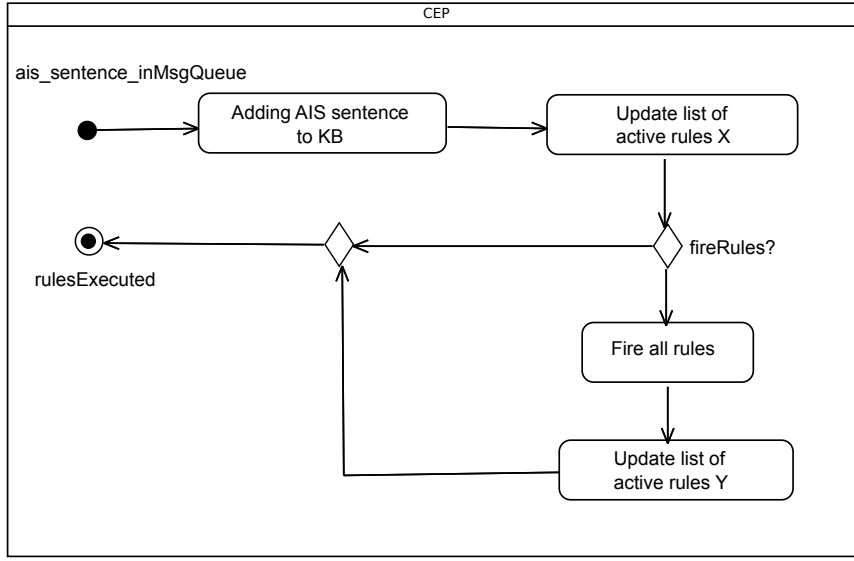 CEP
ais_sentence_inMsgQueue
Adding AIS sentence
to KB
Update list of
active rules X
fireRules?
rulesExecuted
Fire all rules
Update list of
active rules Y